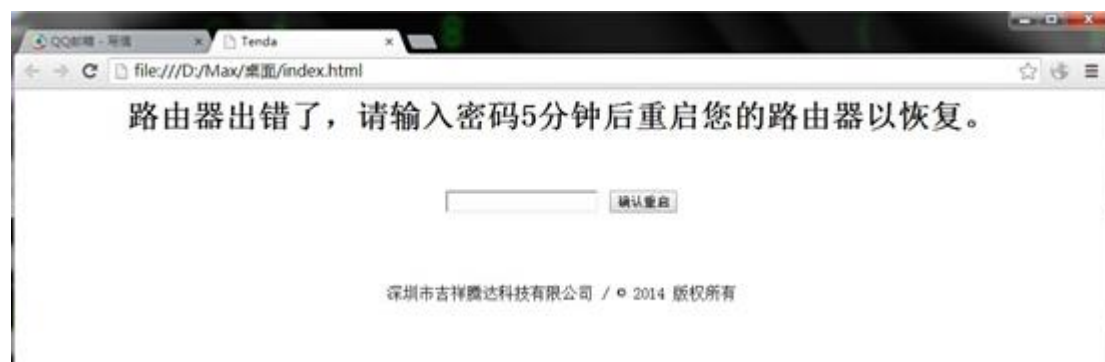 Tenda
file:///D:/Max/桌面/index.html
路由器出错了，请输入密码5分钟后重启您的路由器以恢复。
确认重启
深圳市吉祥腾达科技有限公司 / © 2014 版权所有